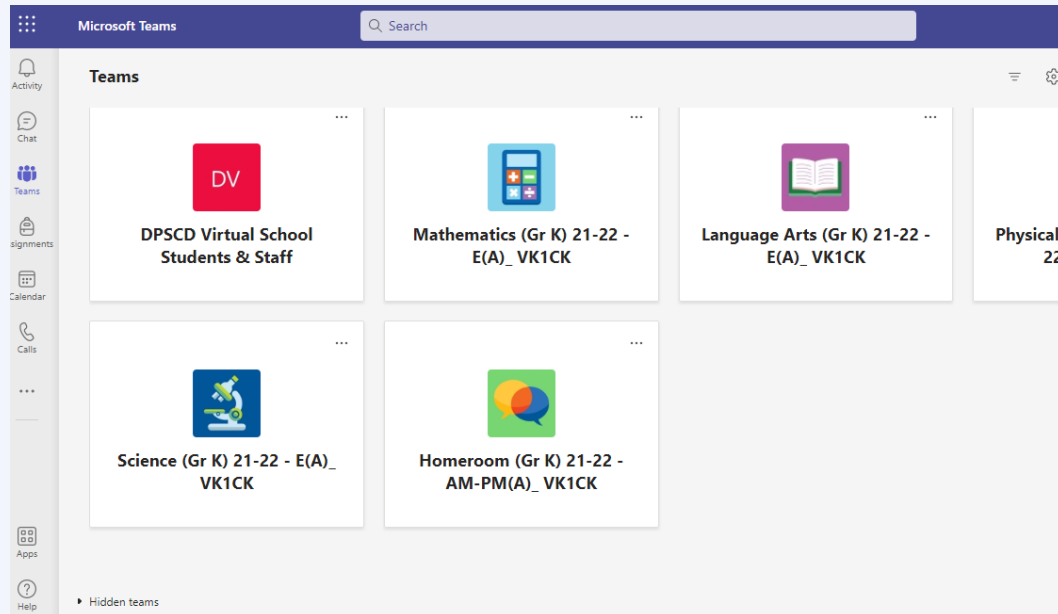 Microsoft Teams
Search
Activity
Chat
Teams
signments
Calendar
Calls
Apps
Help
Teams
DV
DPSCD Virtual School
Students & Staff
Mathematics (Gr K) 21-22 -
E(A)_ VK1CK
Language Arts (Gr K) 21-22 -
E(A)_ VK1CK
Physical
22
Science (Gr K) 21-22 - E(A)_
VK1CK
Homeroom (Gr K) 21-22 -
AM-PM(A)_ VK1CK
Hidden teams